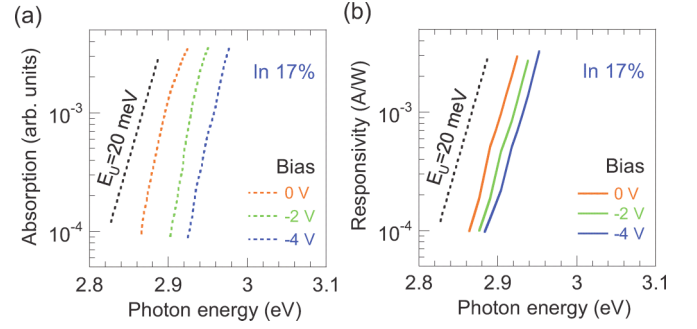 (a)
In 17%
E_U=20 meV
Absorption (arb. units)
10⁻³
10⁻⁴
Bias
0 V
-2 V
-4 V
2.8
2.9
3
3.1
Photon energy (eV)
(b)
In 17%
E_U=20 meV
Responsivity (A/W)
10⁻³
10⁻⁴
Bias
0 V
-2 V
-4 V
2.8
2.9
3
3.1
Photon energy (eV)